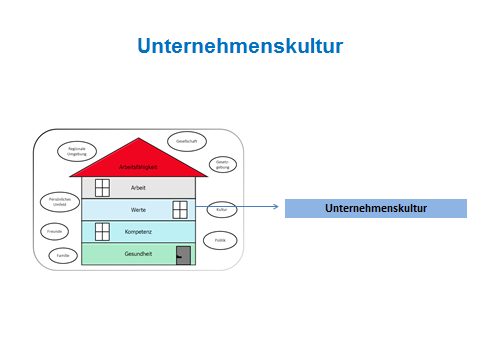 Unternehmenskultur
Regionale
Umgebung
Gesellschaft
Gesetz-
gebung
Arbeitsfähigkeit
Arbeit
Persönliches
Umfeld
Werte
Kultur
Unternehmenskultur
Freunde
Kompetenz
Politik
Familie
Gesundheit